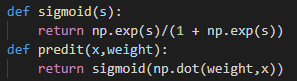 def sigmoid(s):
    return np.exp(s)/(1 + np.exp(s))
def predit(x,weight):
    return sigmoid(np.dot(weight,x))